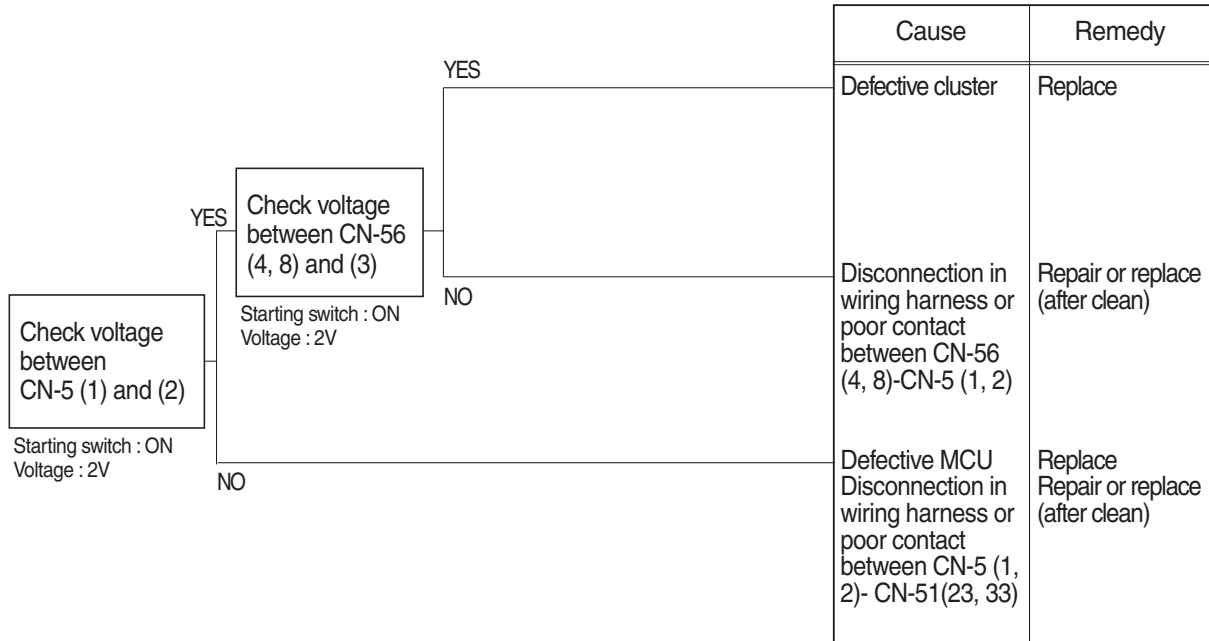 Cause
Remedy
YES
Defective cluster
Replace
YES
Check voltage
between CN-56
(4, 8) and (3)
Starting switch : ON
Voltage : 2V
NO
Disconnection in
wiring harness or
poor contact
between CN-56
(4, 8)-CN-5 (1, 2)
Repair or replace
(after clean)
Check voltage
between
CN-5 (1) and (2)
Starting switch : ON
Voltage : 2V
NO
Defective MCU
Disconnection in
wiring harness or
poor contact
between CN-5 (1,
2)- CN-51(23, 33)
Replace
Repair or replace
(after clean)